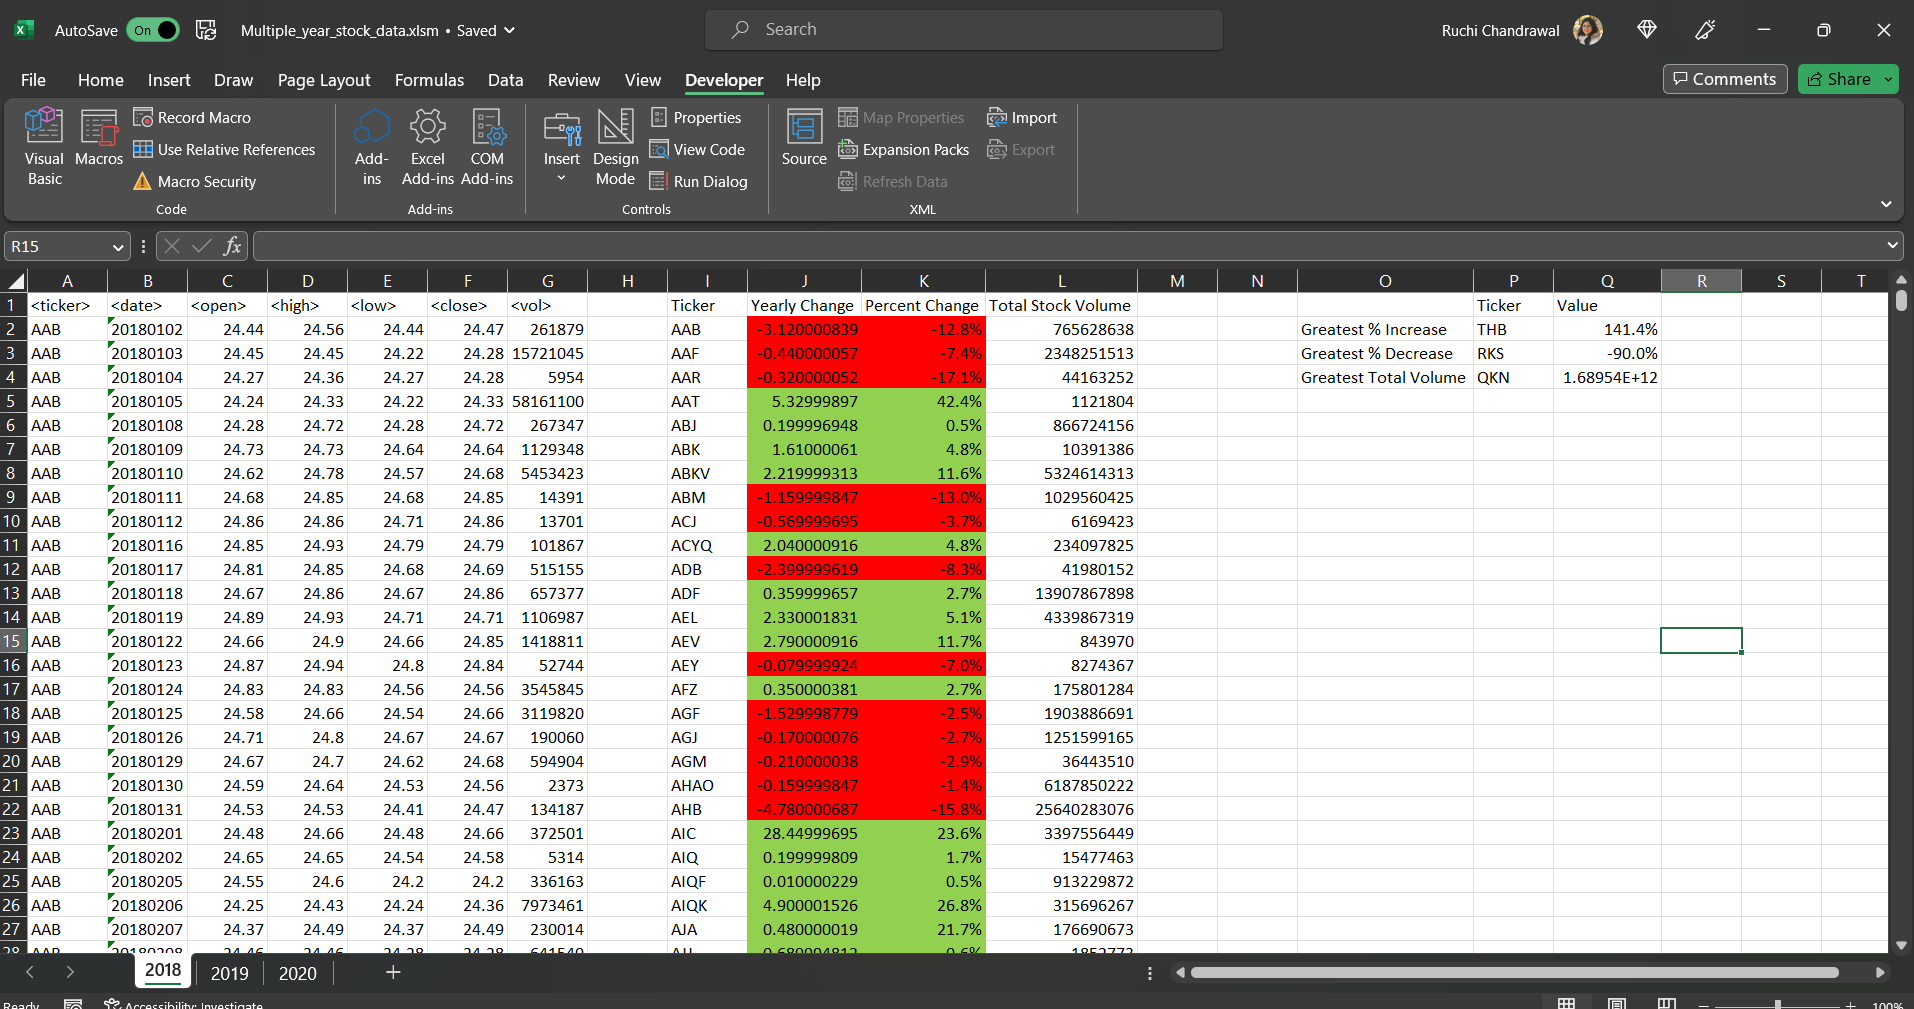 AutoSave On Multiple_year_stock_data.xlsm • Saved Search Ruchi Chandrawal
File Home Insert Draw Page Layout Formulas Data Review View Developer Help Comments Share
Visual Basic Macros Record Macro Use Relative References Macro Security
Add-ins Excel Add-ins COM Add-ins
Insert Design Mode Properties View Code Run Dialog
Source Map Properties Expansion Packs Refresh Data Import Export
Code Add-ins Controls XML
R15 fx
A B C D E F G H I J K L M N O P Q R S T
1 <ticker> <date> <open> <high> <low> <close> <vol> Ticker Yearly Change Percent Change Total Stock Volume Ticker Value
2 AAB 20180102 24.44 24.56 24.44 24.47 261879 AAB -3.120000839 -12.8% 765628638 Greatest % Increase THB 141.4%
3 AAB 20180103 24.45 24.45 24.22 24.28 15721045 AAF -0.440000057 -7.4% 2348251513 Greatest % Decrease RKS -90.0%
4 AAB 20180104 24.27 24.36 24.27 24.28 5954 AAR -0.320000052 -17.1% 44163252 Greatest Total Volume QKN 1.68954E+12
5 AAB 20180105 24.24 24.33 24.22 24.33 58161100 AAT 5.32999897 42.4% 1121804
6 AAB 20180108 24.28 24.72 24.28 24.72 267347 ABJ 0.199996948 0.5% 866724156
7 AAB 20180109 24.73 24.73 24.64 24.64 1129348 ABK 1.61000061 4.8% 10391386
8 AAB 20180110 24.62 24.78 24.57 24.68 5453423 ABKV 2.219999313 11.6% 5324614313
9 AAB 20180111 24.68 24.85 24.68 24.85 14391 ABM -1.159999847 -13.0% 1029560425
10 AAB 20180112 24.86 24.86 24.71 24.86 13701 ACJ -0.569999695 -3.7% 6169423
11 AAB 20180116 24.85 24.93 24.79 24.79 101867 ACYQ 2.040000916 4.8% 234097825
12 AAB 20180117 24.81 24.85 24.68 24.69 515155 ADB -2.399999619 -8.3% 41980152
13 AAB 20180118 24.67 24.86 24.67 24.86 657377 ADF 0.359999657 2.7% 13907867898
14 AAB 20180119 24.89 24.93 24.71 24.71 1106987 AEL 2.330001831 5.1% 4339867319
15 AAB 20180122 24.66 24.9 24.66 24.85 1418811 AEV 2.790000916 11.7% 843970
16 AAB 20180123 24.87 24.94 24.8 24.84 52744 AEY -0.079999924 -7.0% 8274367
17 AAB 20180124 24.83 24.83 24.56 24.56 3545845 AFZ 0.350000381 2.7% 175801284
18 AAB 20180125 24.58 24.66 24.54 24.66 3119820 AGF -1.529998779 -2.5% 1903886691
19 AAB 20180126 24.71 24.8 24.67 24.67 190060 AGJ -0.170000076 -2.7% 1251599165
20 AAB 20180129 24.67 24.7 24.62 24.68 594904 AGM -0.210000038 -2.9% 36443510
21 AAB 20180130 24.59 24.64 24.53 24.56 2373 AHAO -0.159999847 -1.4% 6187850222
22 AAB 20180131 24.53 24.53 24.41 24.47 134187 AHB -4.780000687 -15.8% 25640283076
23 AAB 20180201 24.48 24.66 24.48 24.66 372501 AIC 28.44999695 23.6% 3397556449
24 AAB 20180202 24.65 24.65 24.54 24.58 5314 AIQ 0.199999809 1.7% 15477463
25 AAB 20180205 24.55 24.6 24.2 24.2 336163 AIQF 0.010000229 0.5% 913229872
26 AAB 20180206 24.25 24.43 24.24 24.36 7973461 AIQK 4.900001526 26.8% 315696267
27 AAB 20180207 24.37 24.49 24.37 24.49 230014 AJA 0.480000019 21.7% 176690673
28 AAB 20180208
2018 2019 2020
Ready Accessibility: Investigate 100%